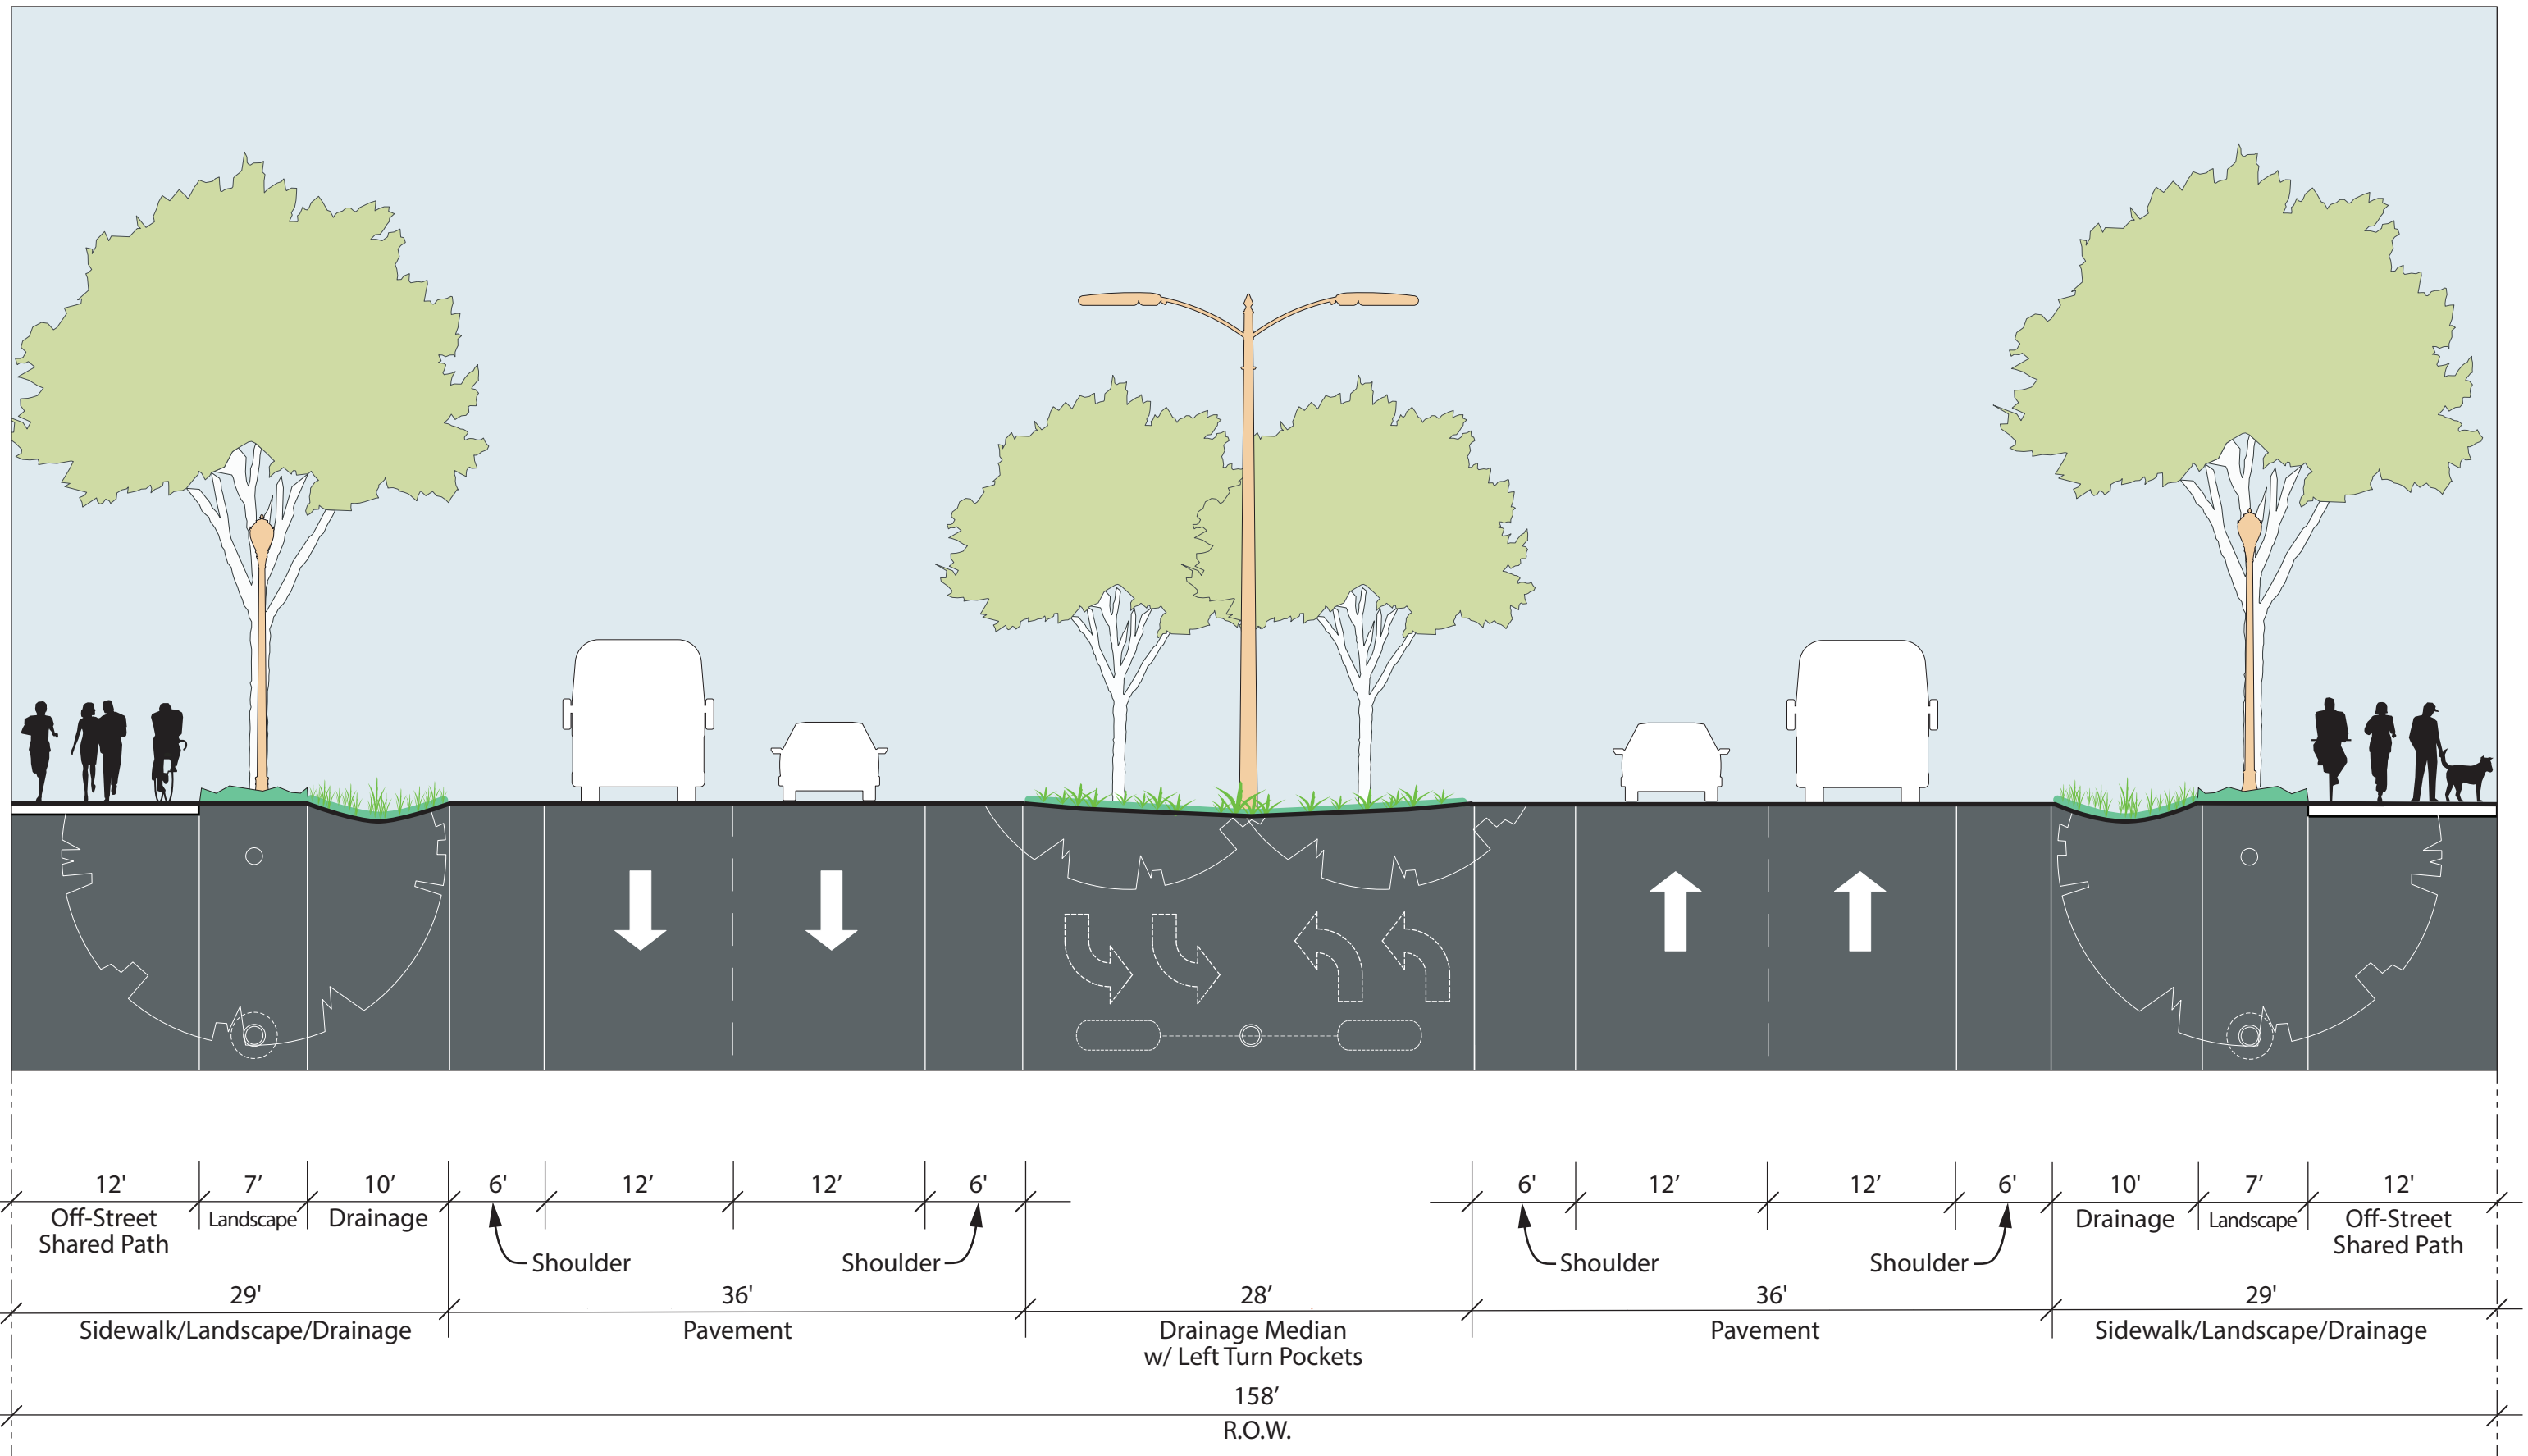 12' 7’ 10’ 6' 12’ 12’ 6' 6' 12’ 12’ 6' 10' 7’ 12'
Off-Street Landscape Drainage Drainage Landscape Off-Street
Shared Path Shared Path
Shoulder Shoulder Shoulder Shoulder
29' 36' 28’ 36' 29'
Sidewalk/Landscape/Drainage Pavement Drainage Median Pavement Sidewalk/Landscape/Drainage
w/ Left Turn Pockets
158’
R.O.W.